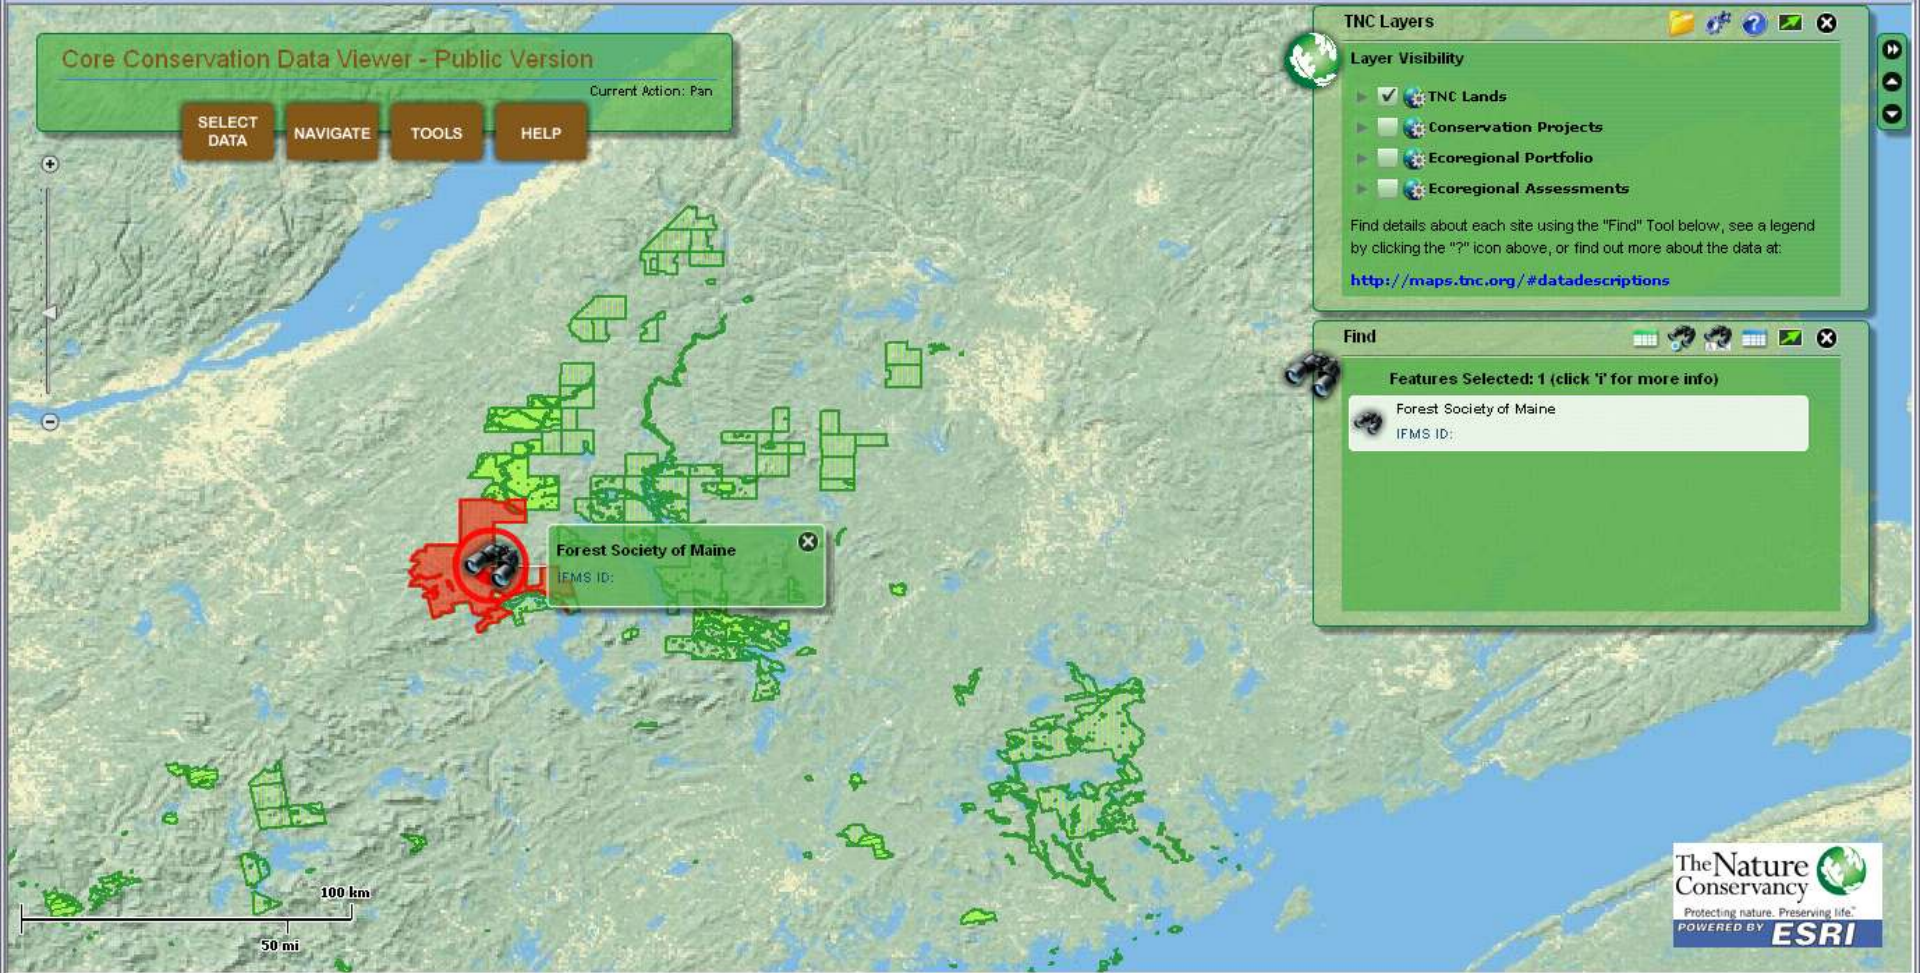 Core Conservation Data Viewer - Public Version
Current Action: Pan
SELECT
DATA
NAVIGATE
TOOLS
HELP
TNC Layers
Layer Visibility
TNC Lands
Conservation Projects
Ecoregional Portfolio
Ecoregional Assessments
Find details about each site using the "Find" Tool below, see a legend
by clicking the "?" icon above, or find out more about the data at:
http://maps.tnc.org/#datadescriptions
Find
Features Selected: 1 (click 'i' for more info)
Forest Society of Maine
IFMS ID:
Forest Society of Maine
IFMS ID:
100 km
50 mi
The Nature
Conservancy
Protecting nature. Preserving life.™
POWERED BY ESRI